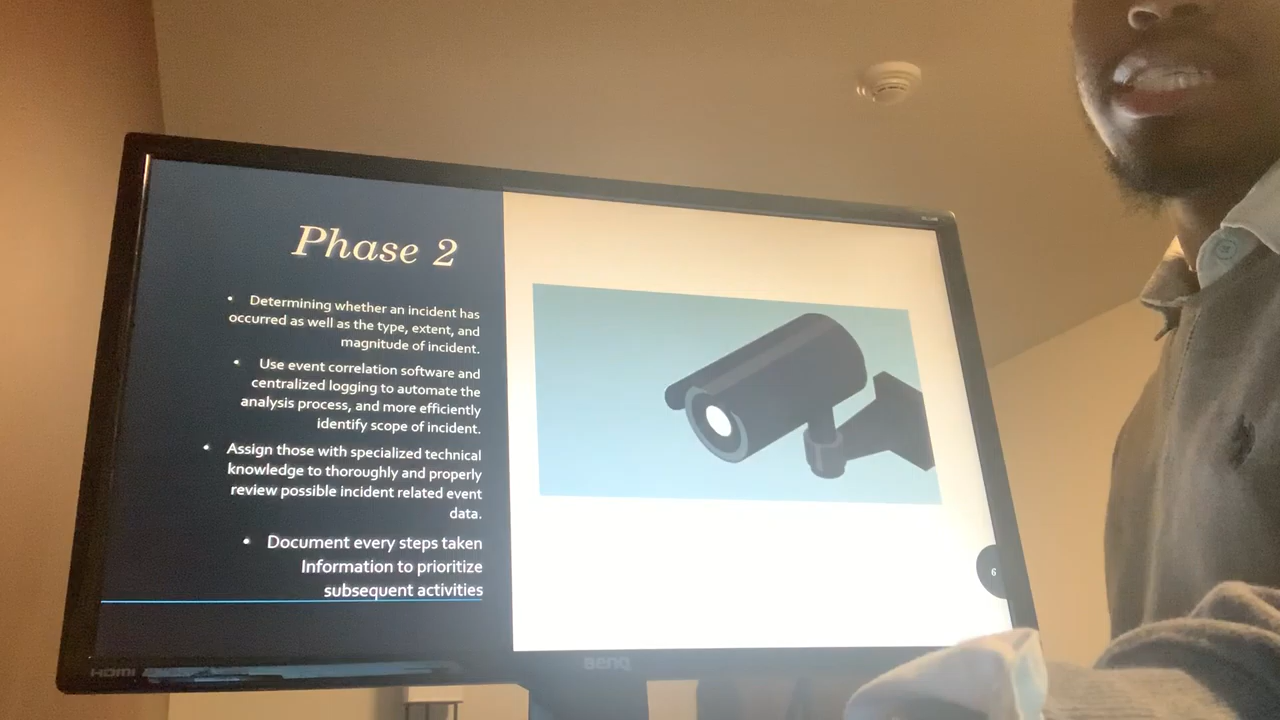 Phase 2
• Determining whether an incident has
occurred as well as the type, extent, and
magnitude of incident.
• Use event correlation software and
centralized logging to automate the
analysis process, and more efficiently
identify scope of incident.
• Assign those with specialized technical
knowledge to thoroughly and properly
review possible incident related event
data.
• Document every steps taken
Information to prioritize
subsequent activities
6
HDMI
BenQ